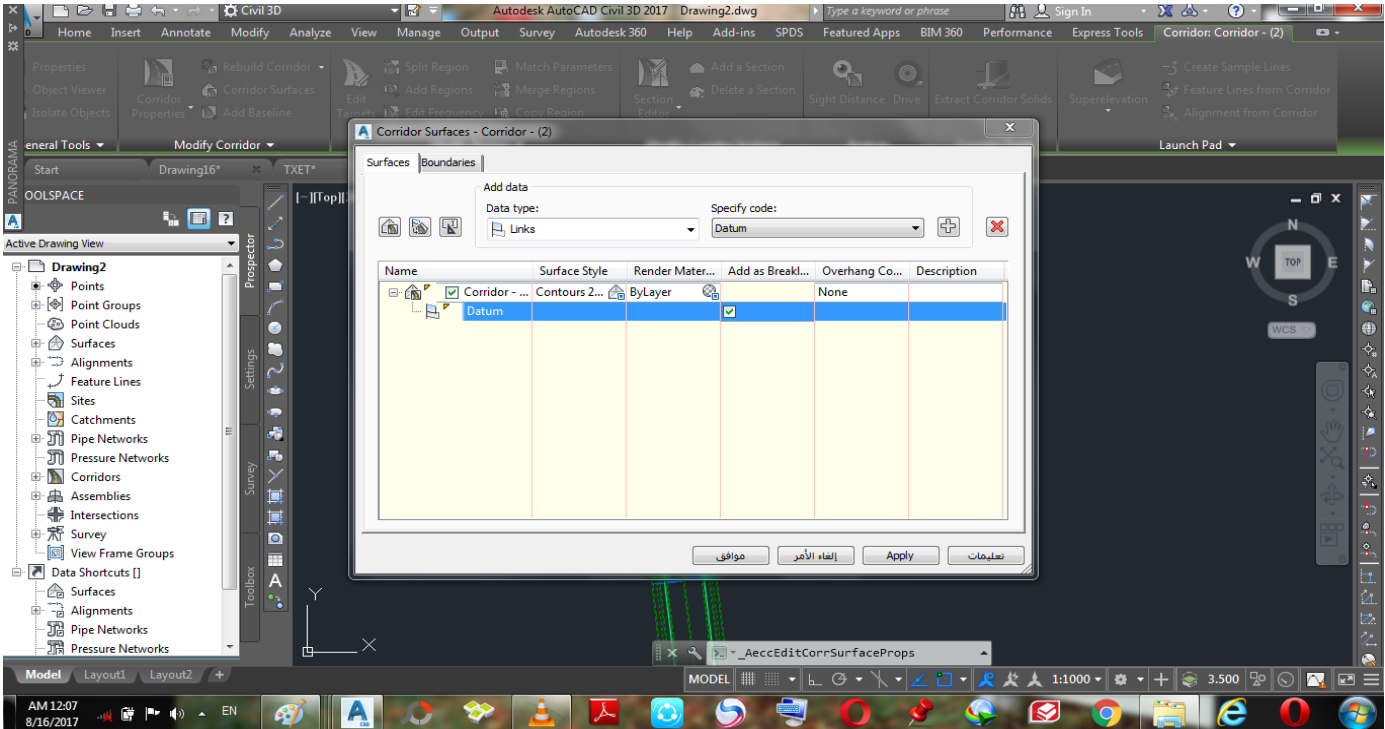 Civil 3D
Autodesk AutoCAD Civil 3D 2017 Drawing2.dwg
Type a keyword or phrase
Sign In
Home Insert Annotate Modify Analyze View Manage Output Survey Autodesk 360 Help Add-ins SPDS Featured Apps BIM 360 Performance Express Tools Corridor: Corridor - (2)
Properties
Object Viewer
Isolate Objects
Corridor
Properties
Rebuild Corridor
Corridor Surfaces
Add Baseline
Edit
Targets
Split Region
Add Regions
Edit Frequency
Match Parameters
Merge Regions
Copy Region
Section
Editor
Add a Section
Delete a Section
Sight Distance
Drive
Extract Corridor Solids
Superelevation
Create Sample Lines
Feature Lines from Corridor
Alignment from Corridor
eneral Tools
Modify Corridor
Launch Pad
Start
Drawing16*
TXET*
PANORAMA
OOLSPACE
Active Drawing View
Drawing2
Points
Point Groups
Point Clouds
Surfaces
Alignments
Feature Lines
Sites
Catchments
Pipe Networks
Pressure Networks
Corridors
Assemblies
Intersections
Survey
View Frame Groups
Data Shortcuts []
Surfaces
Alignments
Pipe Networks
Pressure Networks
Prospector
Settings
Survey
Toolbox
[−][Top][
Corridor Surfaces - Corridor - (2)
Surfaces
Boundaries
Add data
Data type:
Specify code:
Links
Datum
Name Surface Style Render Mater... Add as Breakl... Overhang Co... Description
Corridor - ... Contours 2... ByLayer None
Datum
موافق
إلغاء الأمر
Apply
تعليمات
N
W
TOP
E
S
WCS
Y
X
_AeccEditCorrSurfaceProps
Model
Layout1
Layout2
+
MODEL
1:1000
3.500
AM 12:07
8/16/2017
EN